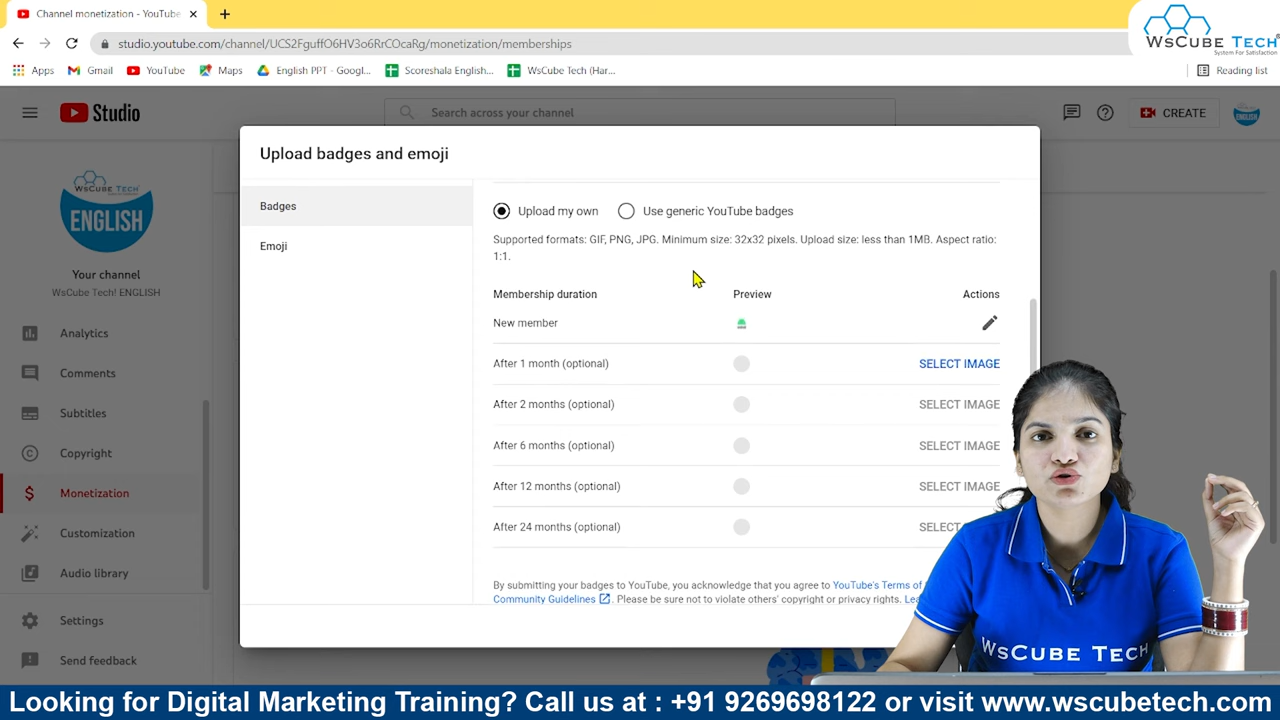 Channel monetization - YouTube
studio.youtube.com/channel/UCS2FguffO6HV3o6RrCOcaRg/monetization/memberships
WsCube Tech
System For Satisfaction
Apps
Gmail
YouTube
Maps
English PPT - Googl...
Scoreshala English...
WsCube Tech (Har...
Reading list
Studio
Search across your channel
CREATE
ENGLISH
WsCube Tech
ENGLISH
Your channel
WsCube Tech! ENGLISH
Analytics
Comments
Subtitles
Copyright
Monetization
Customization
Audio library
Settings
Send feedback
Upload badges and emoji
Badges
Emoji
Upload my own
Use generic YouTube badges
Supported formats: GIF, PNG, JPG. Minimum size: 32x32 pixels. Upload size: less than 1MB. Aspect ratio:
1:1.
Membership duration Preview Actions
New member
After 1 month (optional) SELECT IMAGE
After 2 months (optional) SELECT IMAGE
After 6 months (optional) SELECT IMAGE
After 12 months (optional) SELECT IMAGE
After 24 months (optional) SELECT
By submitting your badges to YouTube, you acknowledge that you agree to YouTube's Terms of
Community Guidelines . Please be sure not to violate others' copyright or privacy rights.
WsCube Tech
Looking for Digital Marketing Training? Call us at : +91 9269698122 or visit www.wscubetech.com